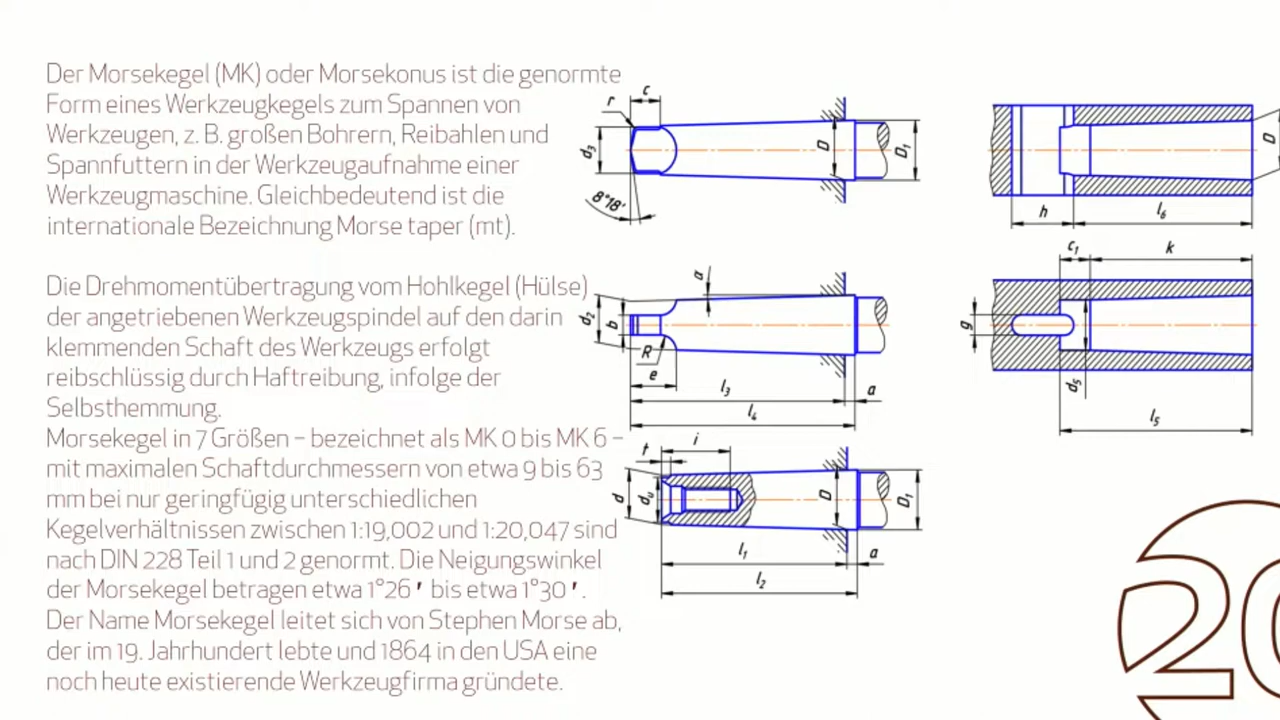 Der Morsekegel (MK) oder Morsekonus ist die genormte
Form eines Werkzeugkegels zum Spannen von
Werkzeugen, z. B. großen Bohrern, Reibahlen und
Spannfuttern in der Werkzeugaufnahme einer
Werkzeugmaschine. Gleichbedeutend ist die
internationale Bezeichnung Morse taper (mt).
Die Drehmomentübertragung vom Hohlkegel (Hülse)
der angetriebenen Werkzeugspindel auf den darin
klemmenden Schaft des Werkzeugs erfolgt
reibschlüssig durch Haftreibung, infolge der
Selbsthemmung.
Morsekegel in 7 Größen – bezeichnet als MK 0 bis MK 6 –
mit maximalen Schaftdurchmessern von etwa 9 bis 63
mm bei nur geringfügig unterschiedlichen
Kegelverhältnissen zwischen 1:19,002 und 1:20,047 sind
nach DIN 228 Teil 1 und 2 genormt. Die Neigungswinkel
der Morsekegel betragen etwa 1°26 ′ bis etwa 1°30 ′.
Der Name Morsekegel leitet sich von Stephen Morse ab,
der im 19. Jahrhundert lebte und 1864 in den USA eine
noch heute existierende Werkzeugfirma gründete.
r c
d₃ D D₁
8°18'
a
d₂ b
R
e
l₃ a
l₄
t i
d dᵤ D D₁
l₁ a
l₂
D
h l₆
c₁ k
g
d₅
l₅
20